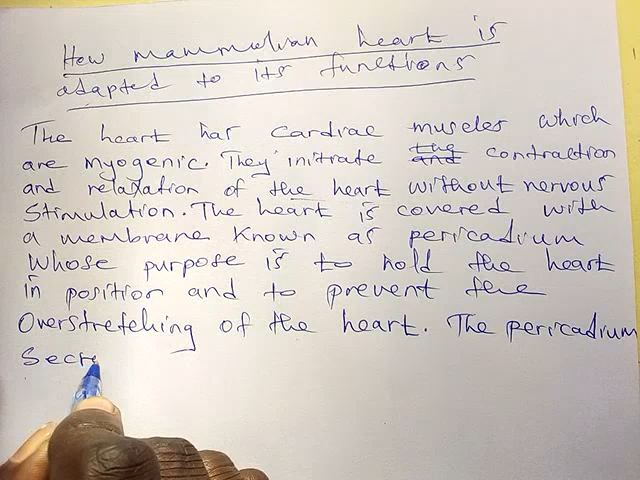 How mammalian heart is
adapted to its functions
The heart has cardiac muscles which
are myogenic. They initrate the contraction
and relaxation of the heart without nervous
Stimulation. The heart is covered with
a membrane known as pericadium
whose purpose is to hold the heart
in position and to prevent the
Overstretching of the heart. The pericadium
Secre